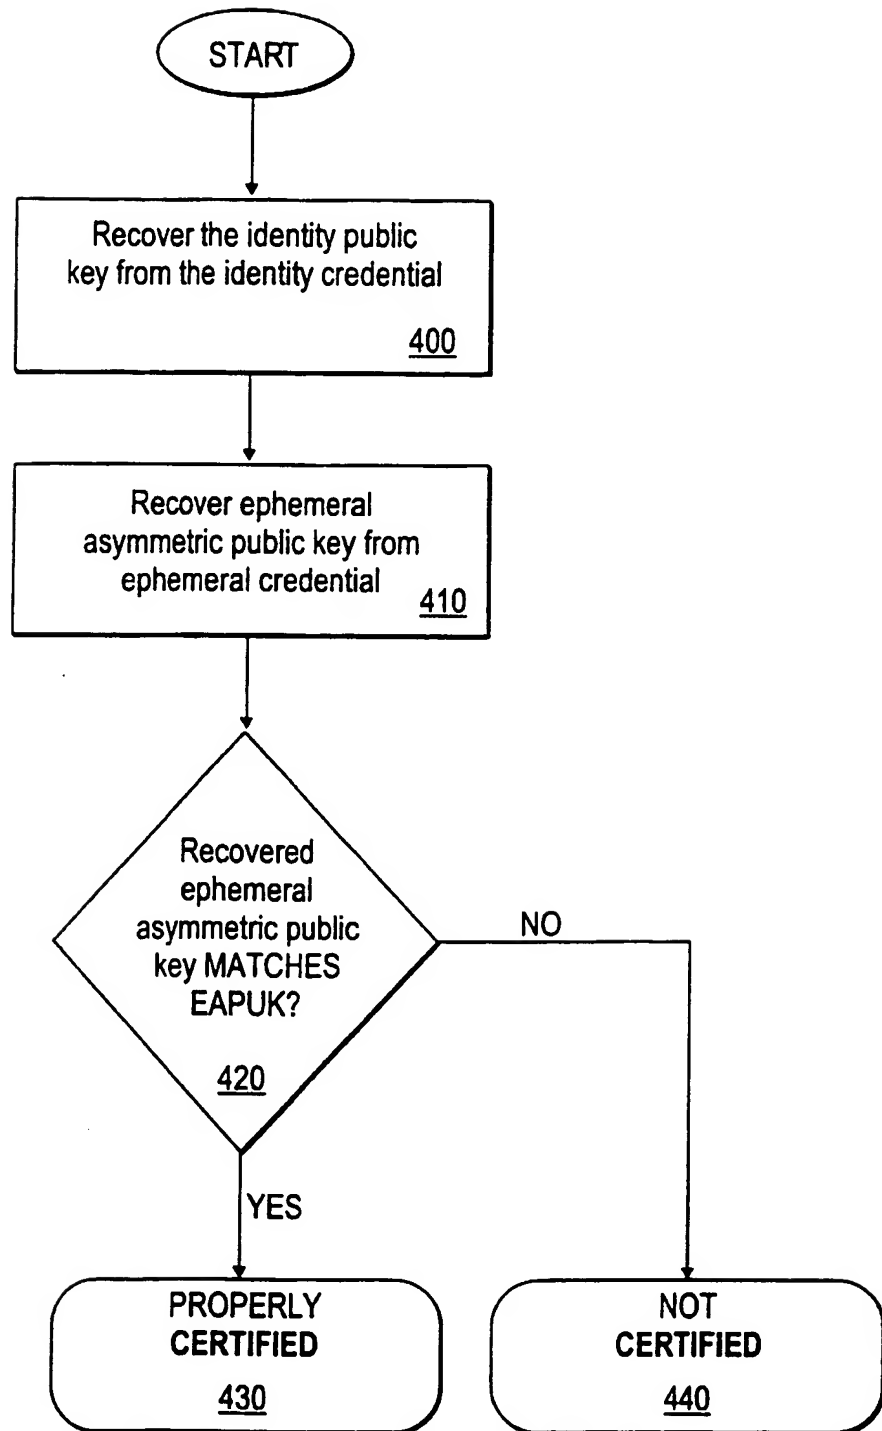 START
Recover the identity public
key from the identity credential
400
Recover ephemeral
asymmetric public key from
ephemeral credential
410
Recovered
ephemeral
asymmetric public
key MATCHES
EAPUK?
420
NO
YES
PROPERLY
CERTIFIED
430
NOT
CERTIFIED
440